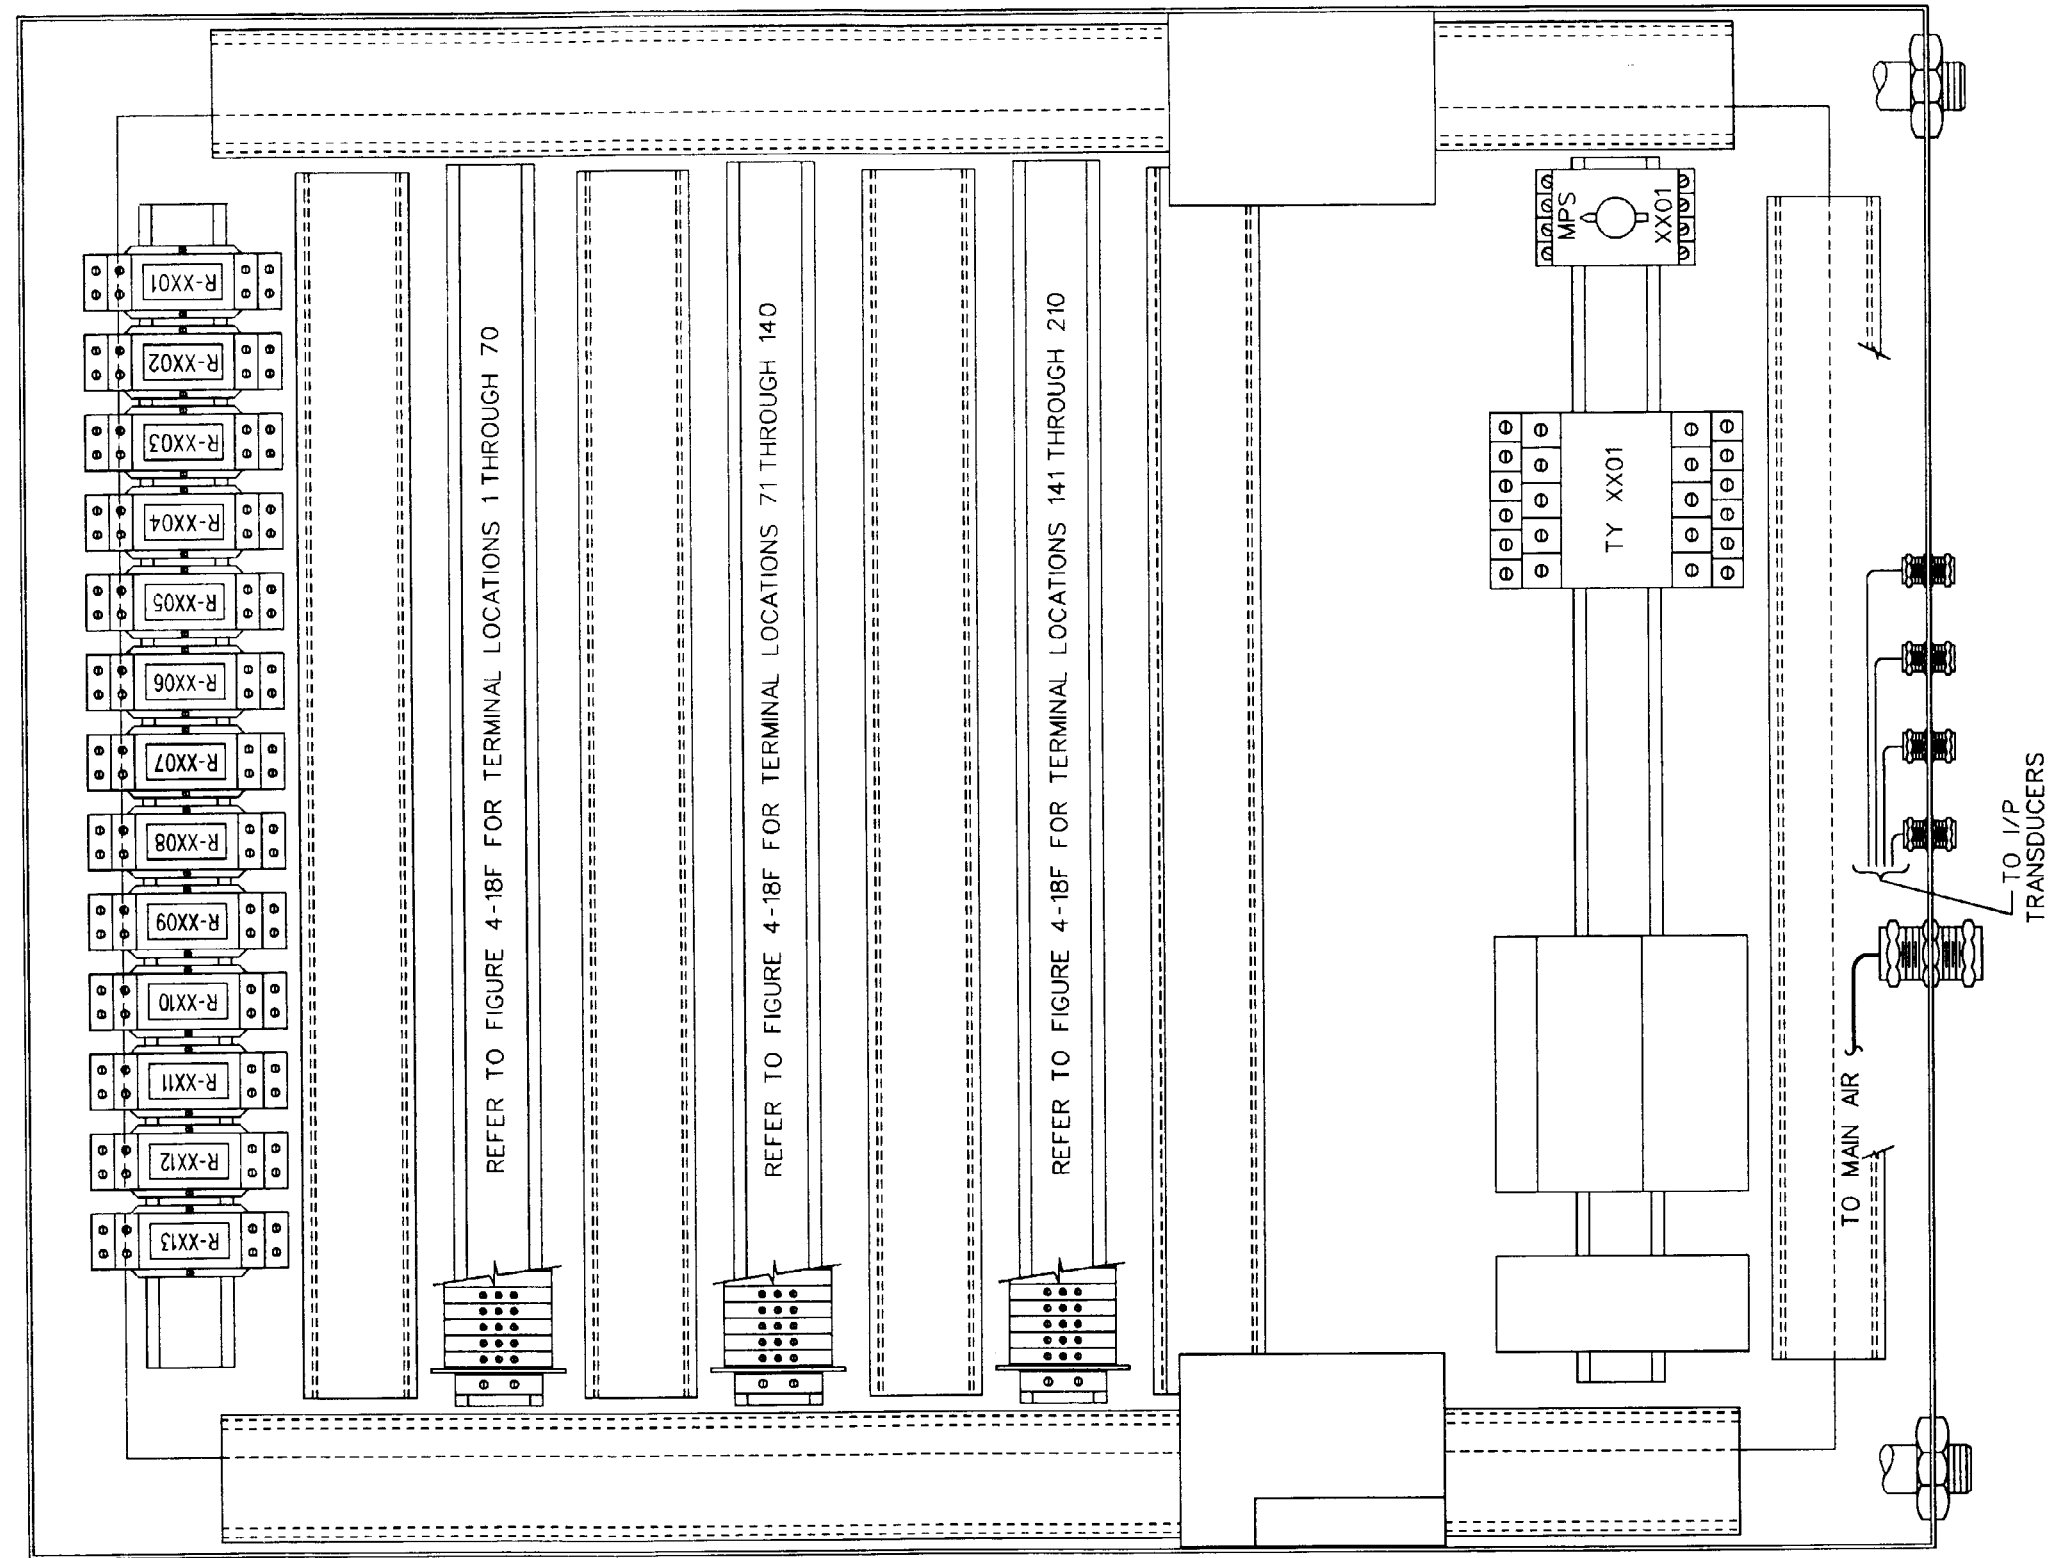 R-XX01
R-XX02
R-XX03
R-XX04
R-XX05
R-XX06
R-XX07
R-XX08
R-XX09
R-XX10
R-XX11
R-XX12
R-XX13
REFER TO FIGURE 4-18F FOR TERMINAL LOCATIONS 1 THROUGH 70
REFER TO FIGURE 4-18F FOR TERMINAL LOCATIONS 71 THROUGH 140
REFER TO FIGURE 4-18F FOR TERMINAL LOCATIONS 141 THROUGH 210
MPS
XX01
TY XX01
TO MAIN AIR
TO I/P
TRANSDUCERS